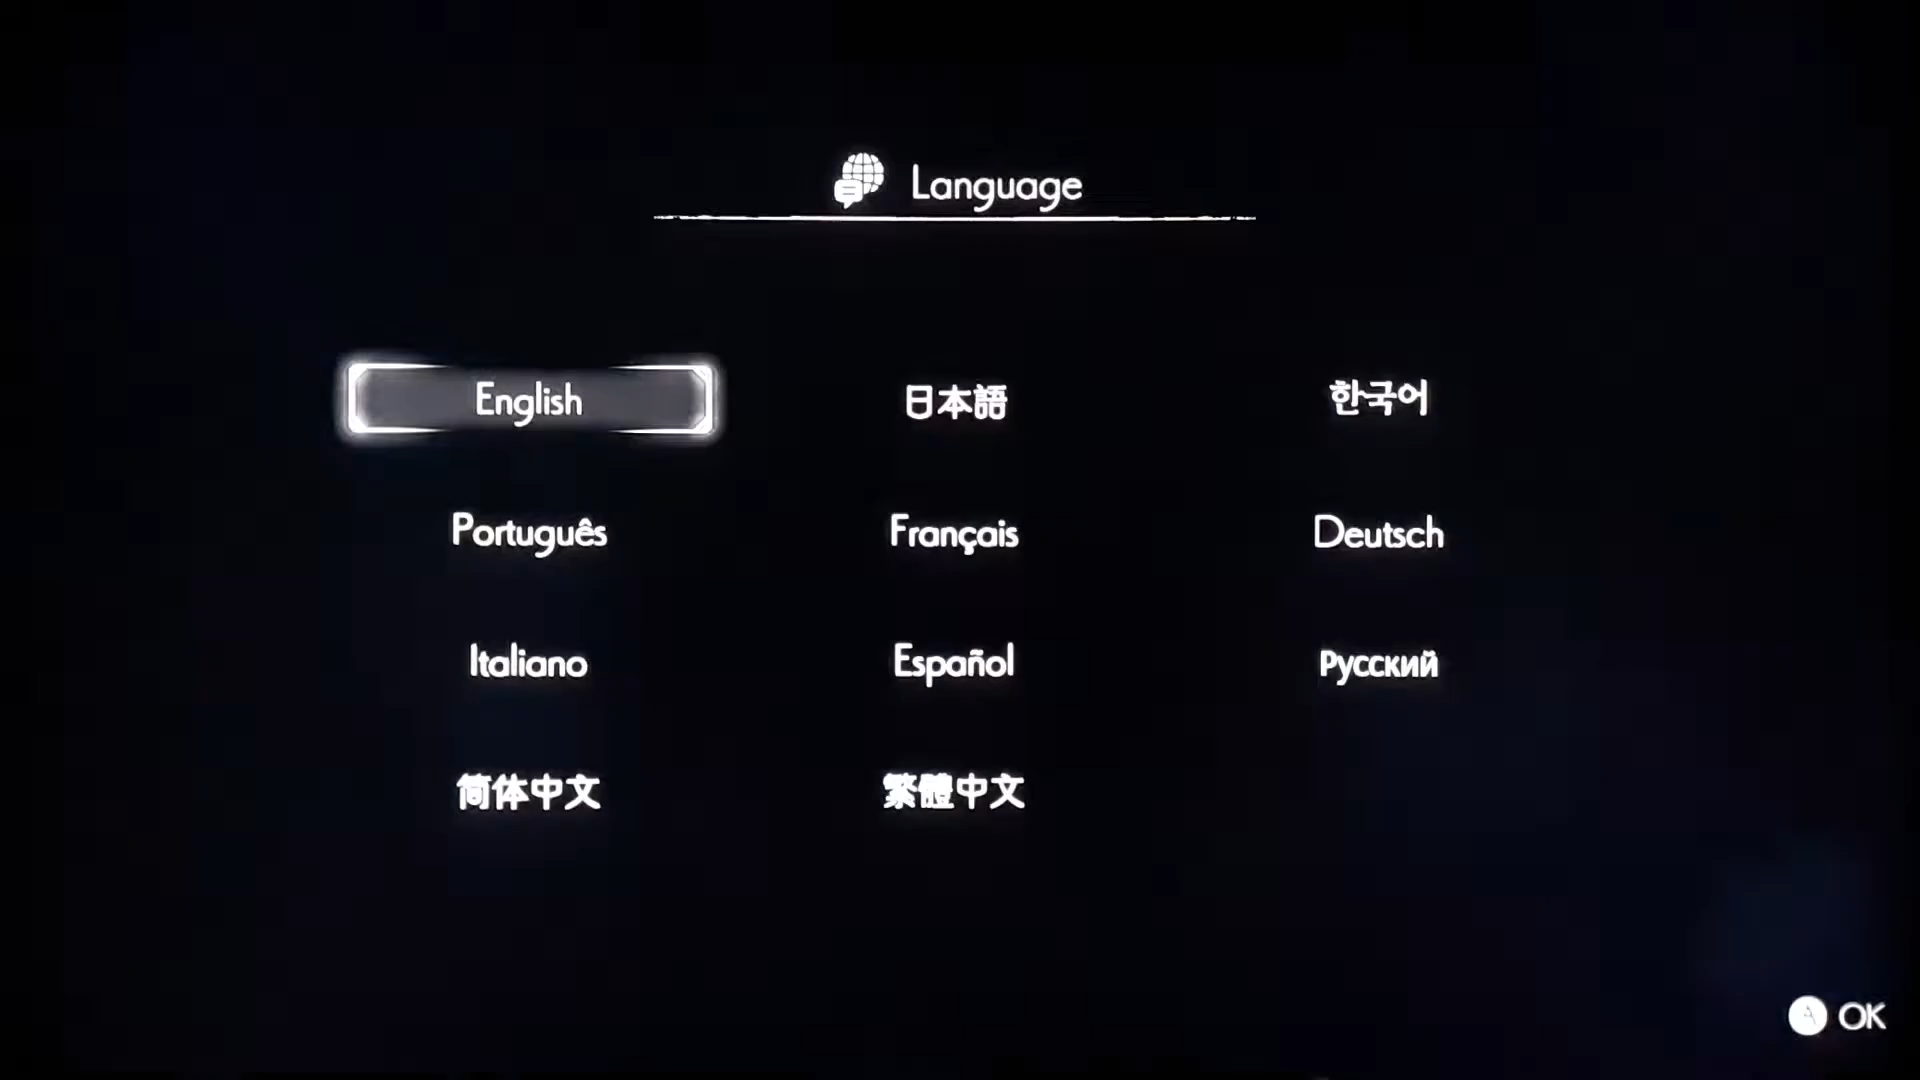 Language
English
日本語
한국어
Português
Français
Deutsch
Italiano
Español
Русский
简体中文
繁體中文
A OK